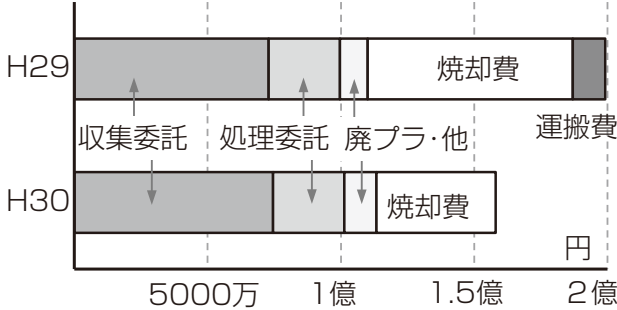 H29
焼却費
収集委託
処理委託
廃プラ・他
運搬費
H30
焼却費
円
5000万
1億
1.5億
2億